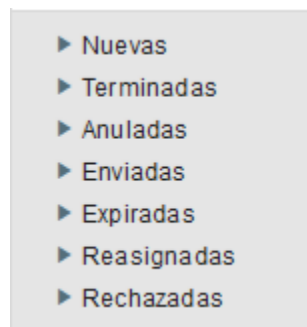 Nuevas
Terminadas
Anuladas
Enviadas
Expiradas
Reasignadas
Rechazadas